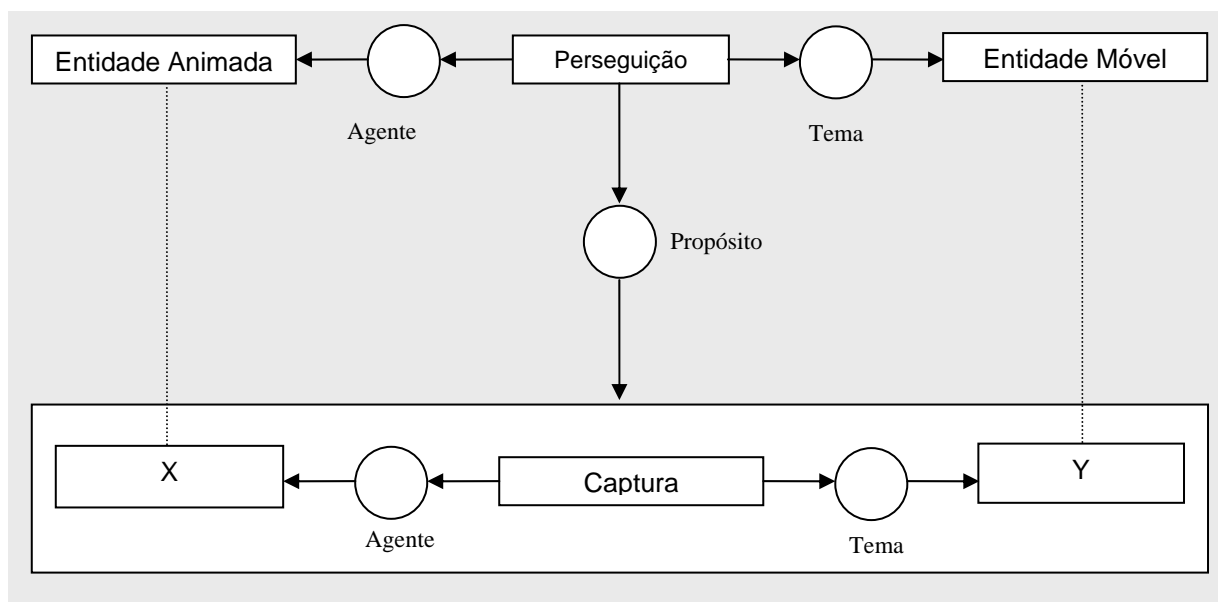 Entidade Animada
Perseguição
Entidade Móvel
Agente
Tema
Propósito
X
Captura
Y
Agente
Tema